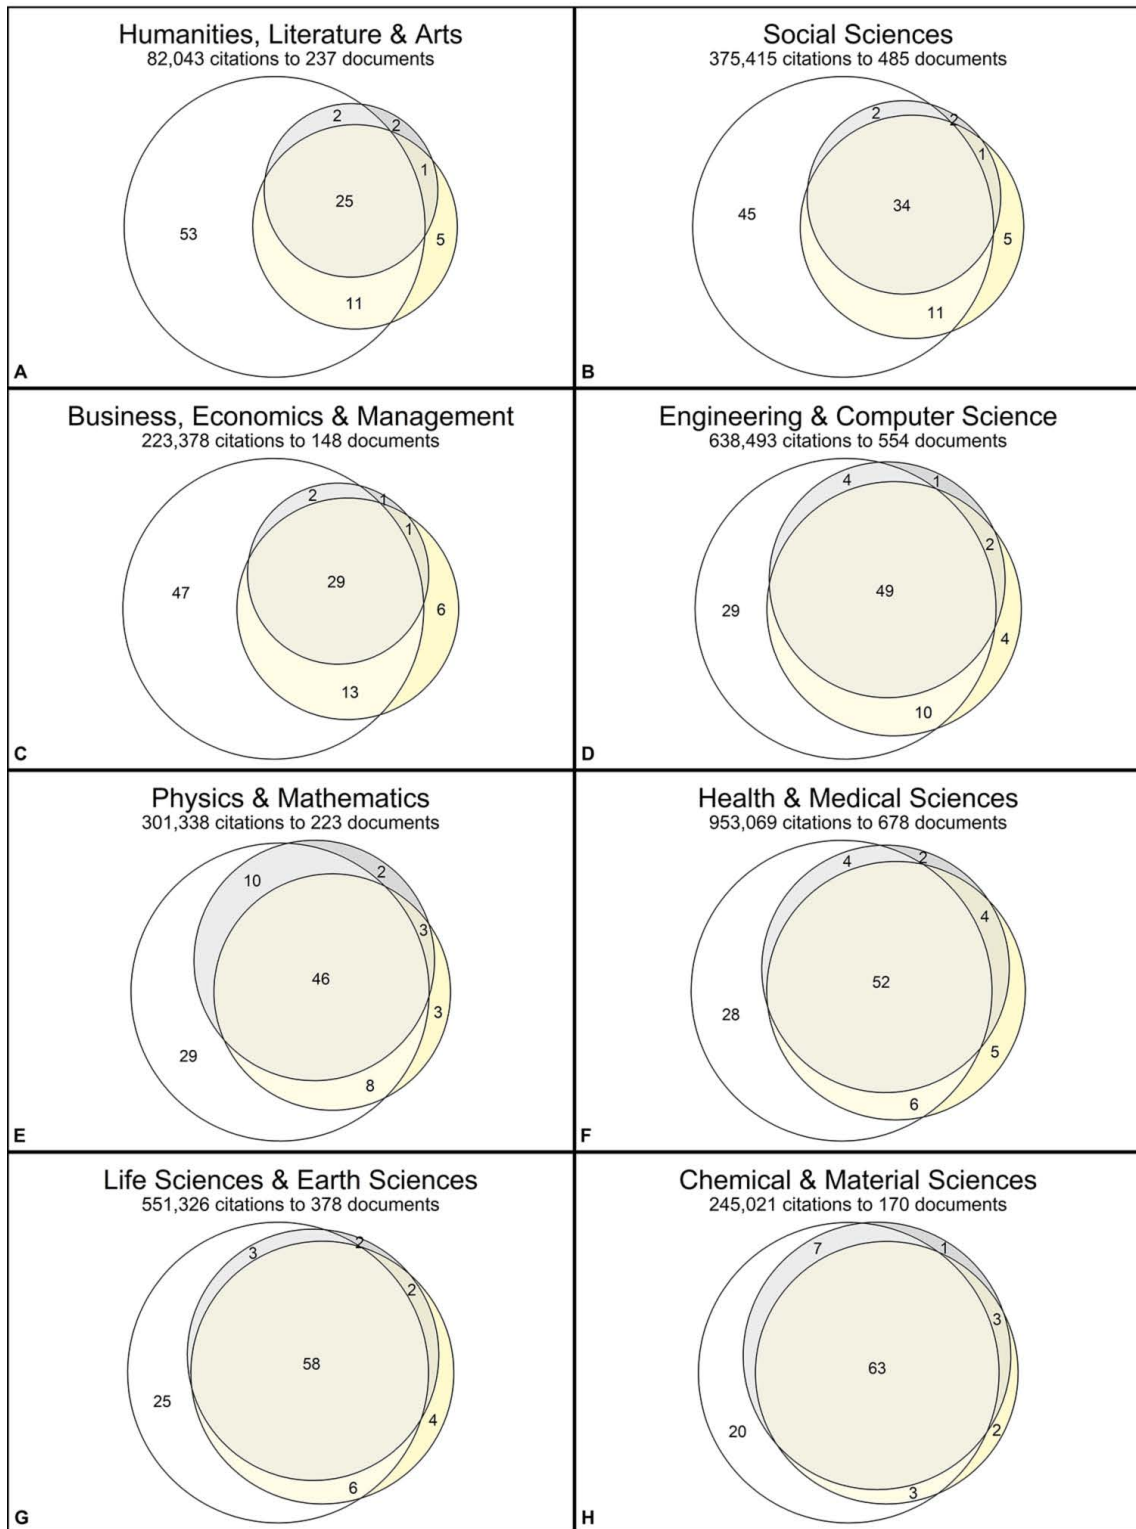 Humanities, Literature & Arts
82,043 citations to 237 documents
2
2
1
25
53
5
11
A
Social Sciences
375,415 citations to 485 documents
2
2
1
34
45
5
11
B
Business, Economics & Management
223,378 citations to 148 documents
2
1
1
29
47
6
13
C
Engineering & Computer Science
638,493 citations to 554 documents
4
1
2
49
29
4
10
D
Physics & Mathematics
301,338 citations to 223 documents
10
2
3
46
3
29
8
E
Health & Medical Sciences
953,069 citations to 678 documents
4
2
4
52
28
5
6
F
Life Sciences & Earth Sciences
551,326 citations to 378 documents
3
2
2
58
25
4
6
G
Chemical & Material Sciences
245,021 citations to 170 documents
7
1
3
63
20
2
3
H